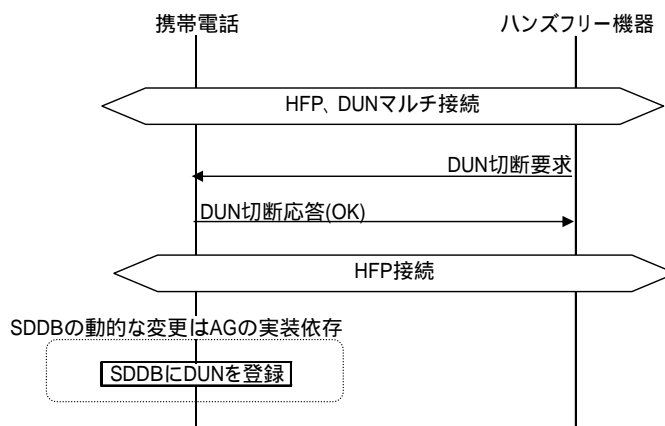 携帯電話
ハンズフリー機器
HFP、DUNマルチ接続
DUN切断要求
DUN切断応答(OK)
HFP接続
SDDBの動的な変更はAGの実装依存
SDDBにDUNを登録